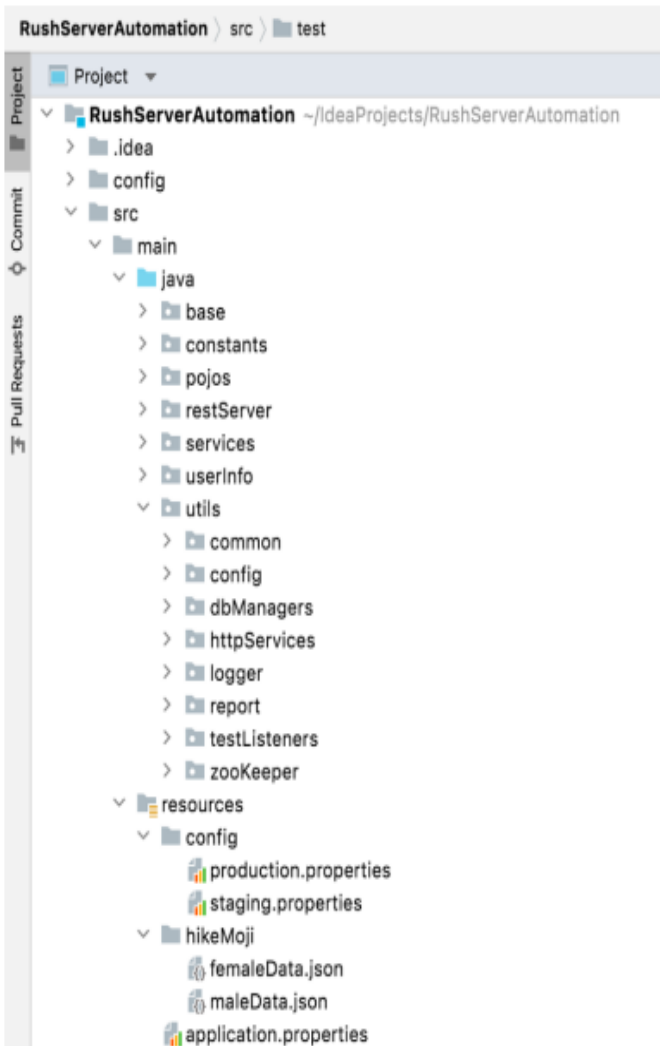 RushServerAutomation 〉 src 〉 test
Project
Commit
Pull Requests
Project
RushServerAutomation ~/IdeaProjects/RushServerAutomation
.idea
config
src
main
java
base
constants
pojos
restServer
services
userInfo
utils
common
config
dbManagers
httpServices
logger
report
testListeners
zooKeeper
resources
config
production.properties
staging.properties
hikeMoji
femaleData.json
maleData.json
application.properties